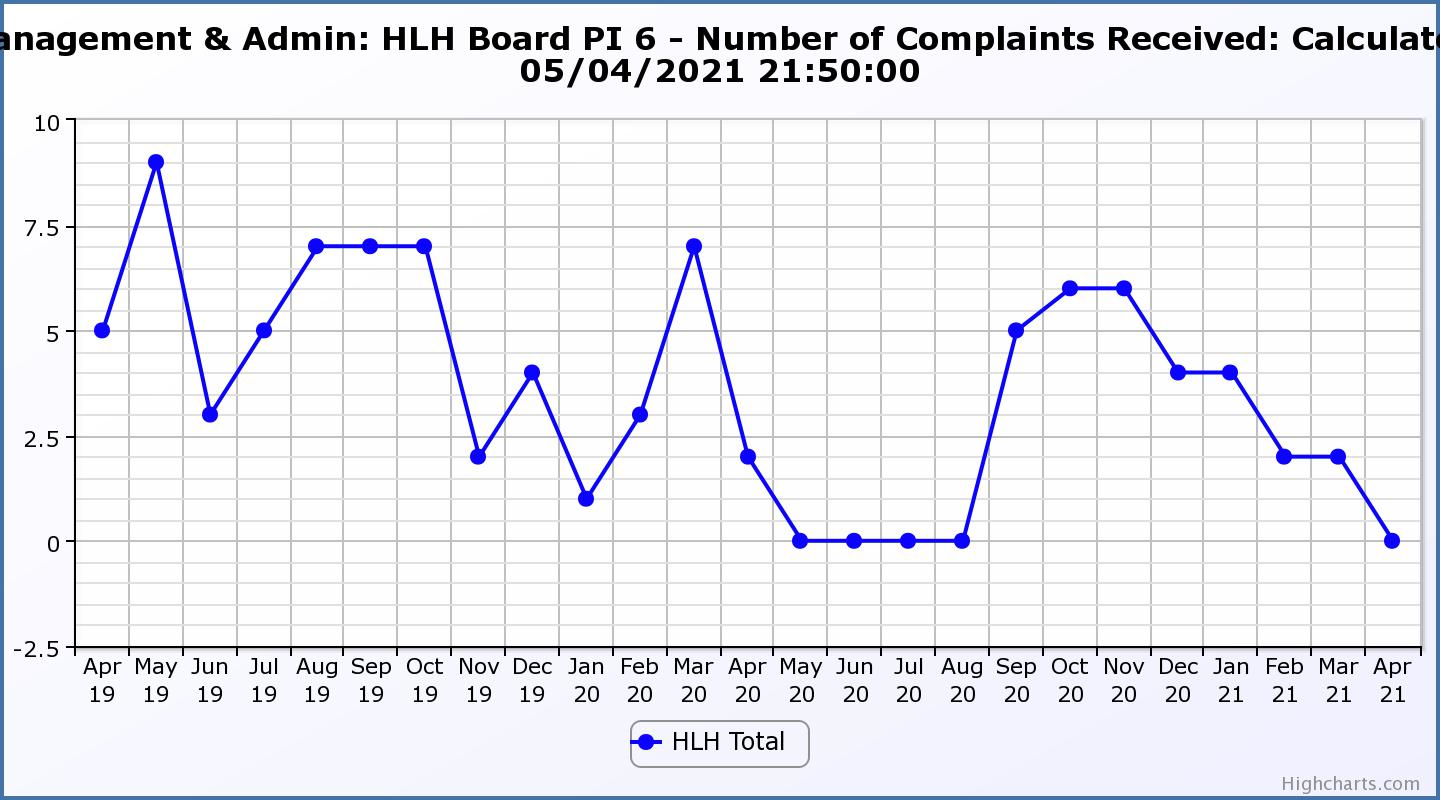 anagement & Admin: HLH Board PI 6 - Number of Complaints Received: Calculate
05/04/2021 21:50:00
10
7.5
5
2.5
0
-2.5
Apr May Jun Jul Aug Sep Oct Nov Dec Jan Feb Mar Apr May Jun Jul Aug Sep Oct Nov Dec Jan Feb Mar Apr
19 19 19 19 19 19 19 19 19 20 20 20 20 20 20 20 20 20 20 20 20 21 21 21 21
HLH Total
Highcharts.com